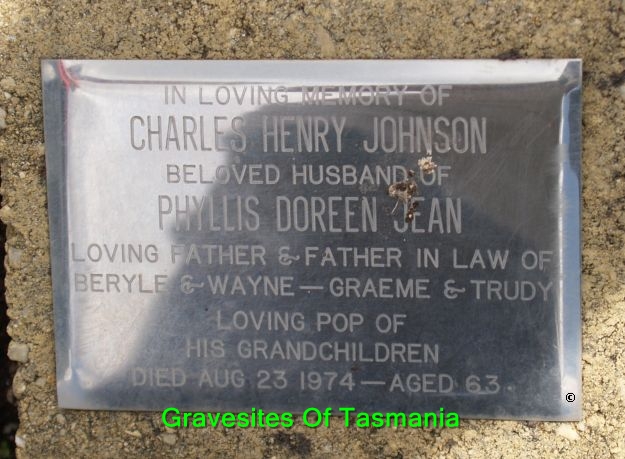 IN LOVING MEMORY OF
CHARLES HENRY JOHNSON
BELOVED HUSBAND OF
PHYLLIS DOREEN JEAN
LOVING FATHER & FATHER IN LAW OF
BERYLE & WAYNE — GRAEME & TRUDY
LOVING POP OF
HIS GRANDCHILDREN
DIED AUG 23 1974 — AGED 63
©
Gravesites Of Tasmania